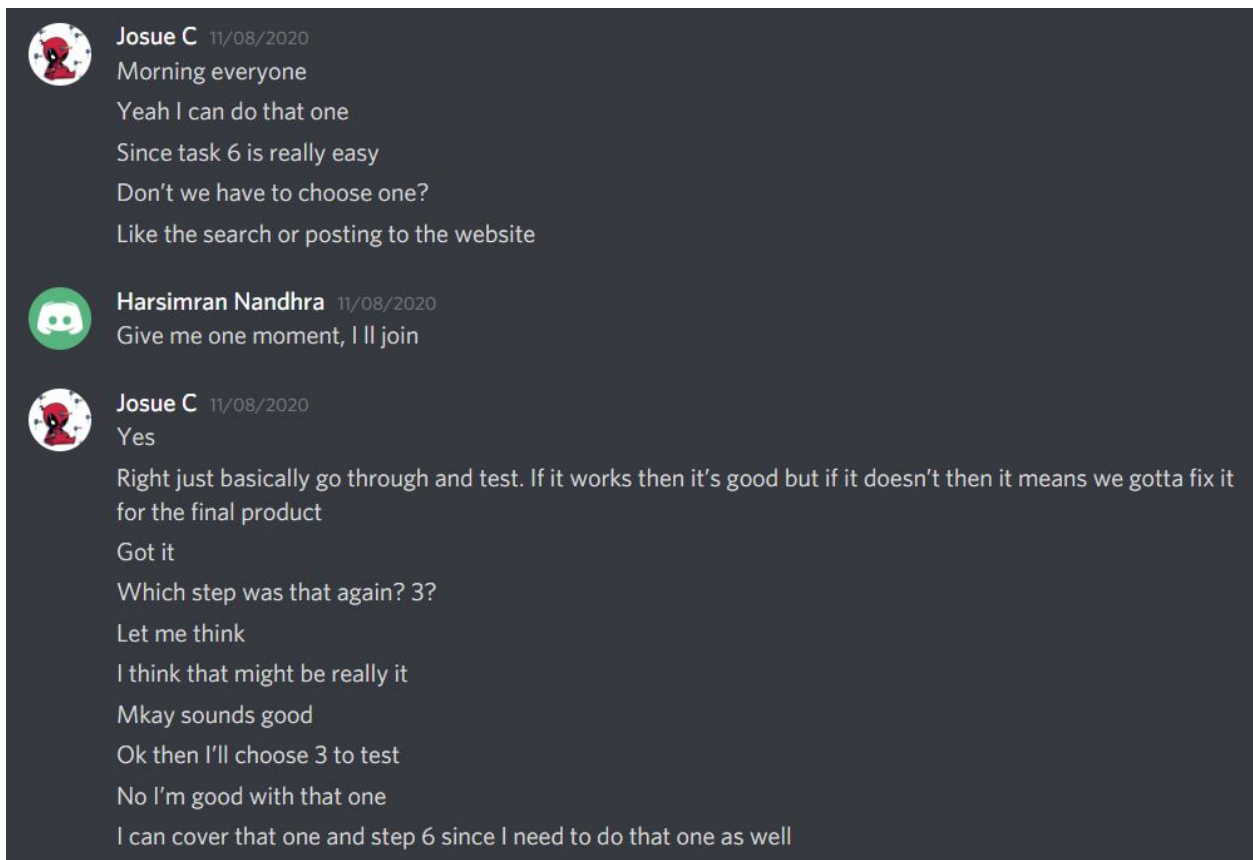 Josue C 11/08/2020
Morning everyone
Yeah I can do that one
Since task 6 is really easy
Don’t we have to choose one?
Like the search or posting to the website
Harsimran Nandhra 11/08/2020
Give me one moment, I ll join
Josue C 11/08/2020
Yes
Right just basically go through and test. If it works then it’s good but if it doesn’t then it means we gotta fix it
for the final product
Got it
Which step was that again? 3?
Let me think
I think that might be really it
Mkay sounds good
Ok then I’ll choose 3 to test
No I’m good with that one
I can cover that one and step 6 since I need to do that one as well